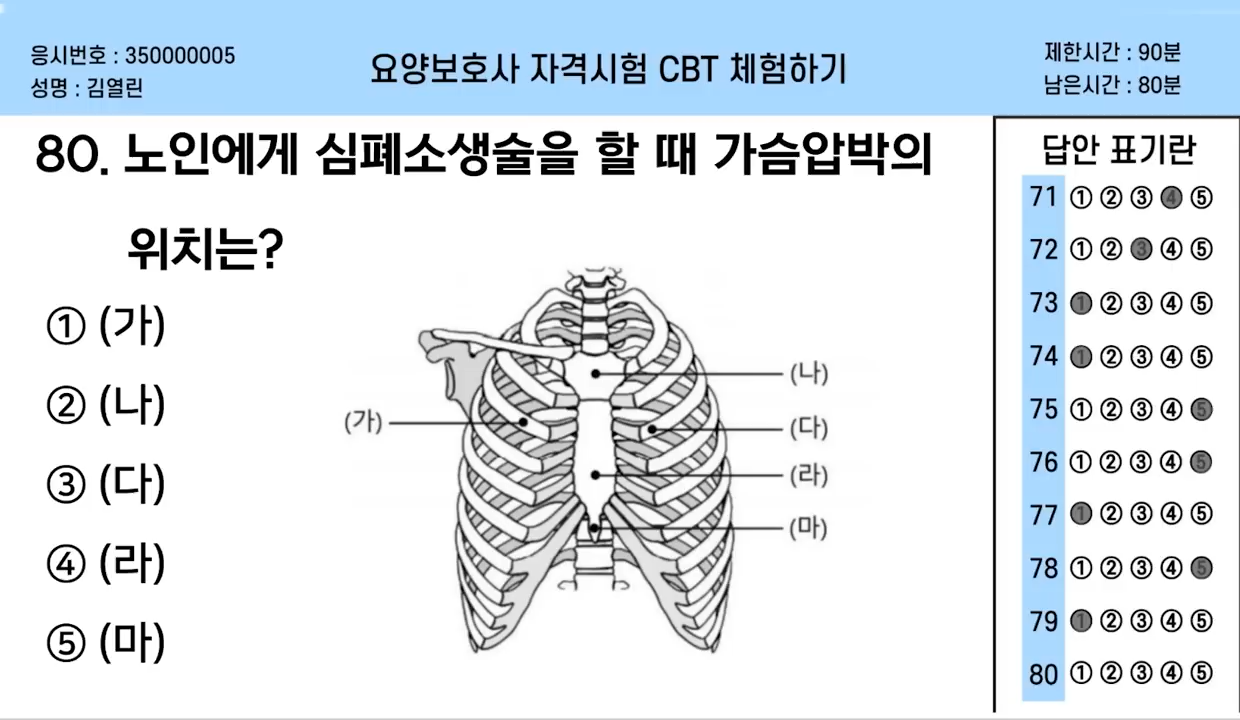 응시번호 : 350000005
성명 : 김열린
요양보호사 자격시험 CBT 체험하기
제한시간 : 90분
남은시간 : 80분
80. 노인에게 심폐소생술을 할 때 가슴압박의
위치는?
① (가)
② (나)
③ (다)
④ (라)
⑤ (마)
(가)
(나)
(다)
(라)
(마)
답안 표기란
71 ① ② ③ ④ ⑤
72 ① ② ③ ④ ⑤
73 ① ② ③ ④ ⑤
74 ① ② ③ ④ ⑤
75 ① ② ③ ④ ⑤
76 ① ② ③ ④ ⑤
77 ① ② ③ ④ ⑤
78 ① ② ③ ④ ⑤
79 ① ② ③ ④ ⑤
80 ① ② ③ ④ ⑤